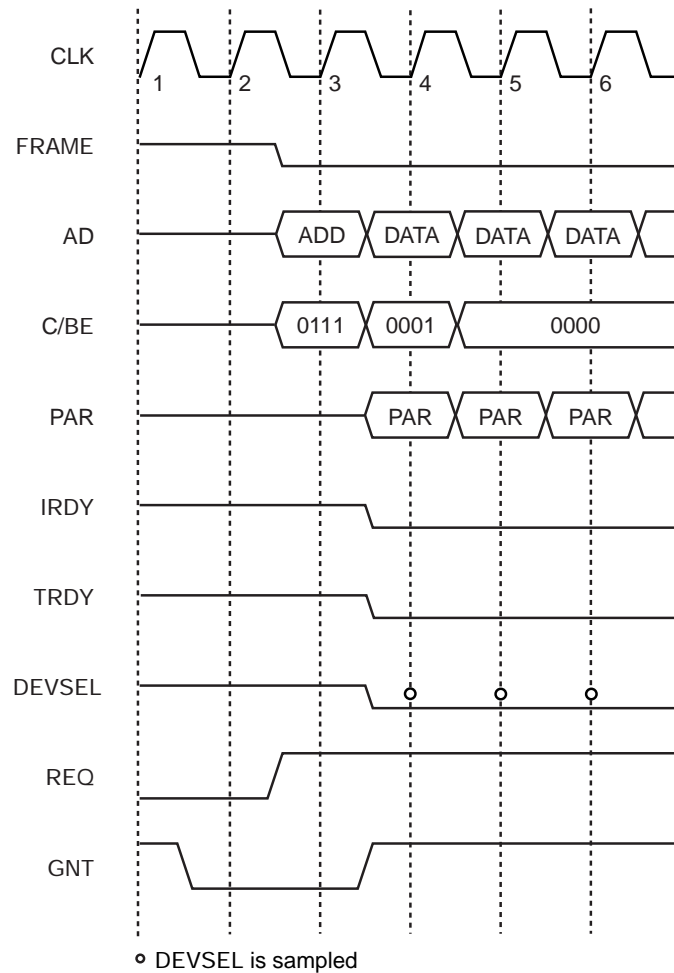 CLK
1 2 3 4 5 6
FRAME
AD ADD DATA DATA DATA
C/BE 0111 0001 0000
PAR PAR PAR PAR
IRDY
TRDY
DEVSEL
REQ
GNT
DEVSEL is sampled